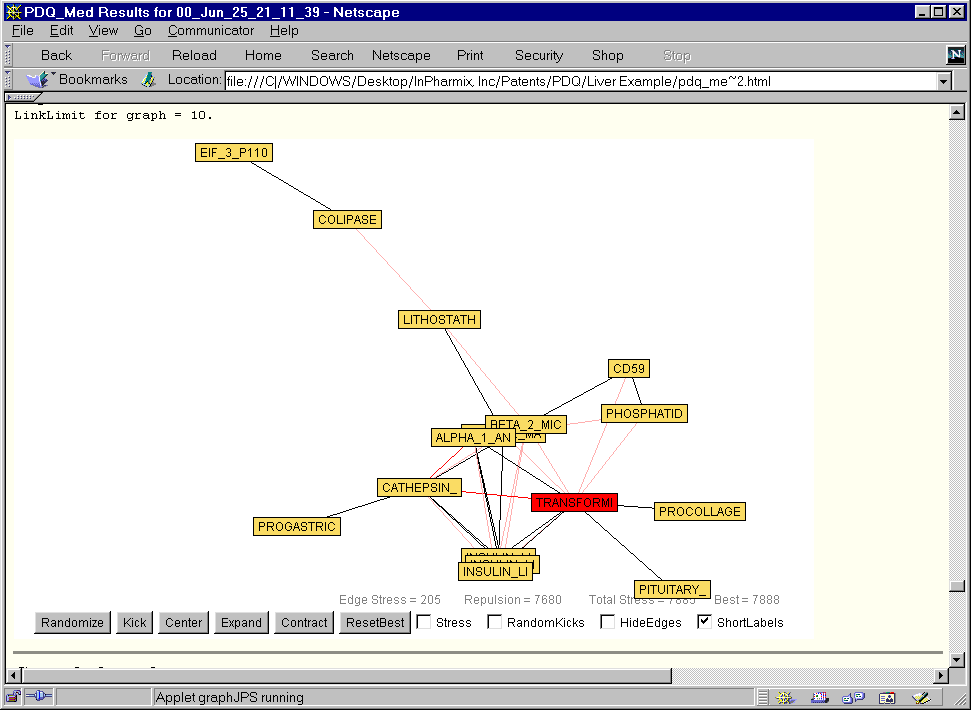 PDQ_Med Results for 00_Jun_25_21_11_39 - Netscape
File Edit View Go Communicator Help
Back Forward Reload Home Search Netscape Print Security Shop Stop
Bookmarks Location: file:///C|/WINDOWS/Desktop/InPharmix, Inc/Patents/PDQ/Liver Example/pdq_me~2.html
LinkLimit for graph = 10.
EIF_3_P110
COLIPASE
LITHOSTATH
CD59
PHOSPHATID
BETA_2_MIC
ALPHA_1_AN
CATHEPSIN_
TRANSFORMI
PROCOLLAGE
PROGASTRIC
INSULIN_LI
INSULIN_LI
INSULIN_LI
PITUITARY_
Edge Stress = 205 Repulsion = 7680 Total Stress = 7885 Best = 7888
Randomize Kick Center Expand Contract ResetBest Stress RandomKicks HideEdges ShortLabels
Applet graphJPS running